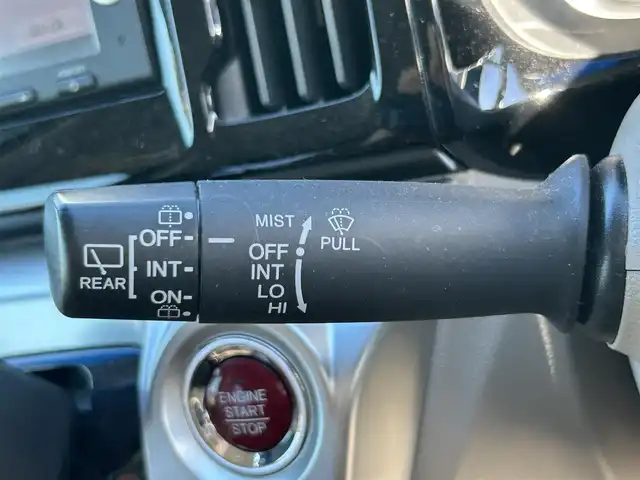 OFF
INT
ON
REAR
MIST
OFF
INT
LO
HI
PULL
ENGINE
START
STOP